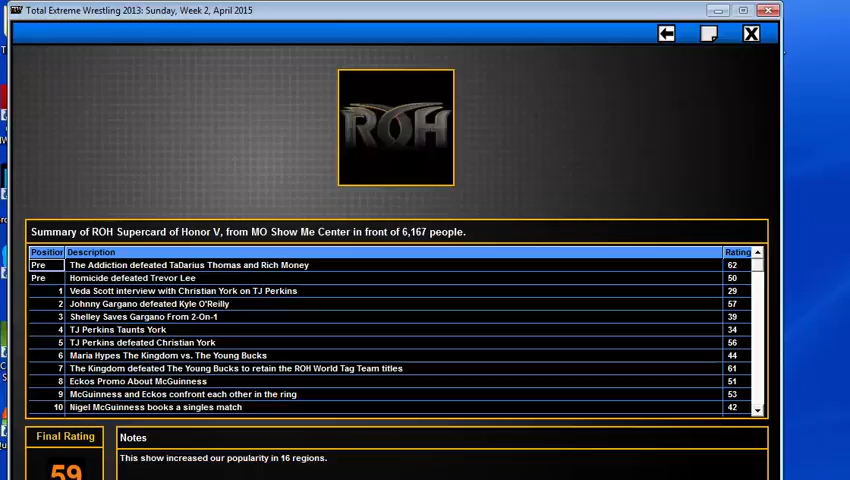 Total Extreme Wrestling 2013: Sunday, Week 2, April 2015
ROH
Summary of ROH Supercard of Honor V, from MO Show Me Center in front of 6,167 people.
Position Description Rating
Pre The Addiction defeated TaDarius Thomas and Rich Money 62
Pre Homicide defeated Trevor Lee 50
1 Veda Scott interview with Christian York on TJ Perkins 29
2 Johnny Gargano defeated Kyle O'Reilly 57
3 Shelley Saves Gargano From 2-On-1 39
4 TJ Perkins Taunts York 34
5 TJ Perkins defeated Christian York 56
6 Maria Hypes The Kingdom vs. The Young Bucks 44
7 The Kingdom defeated The Young Bucks to retain the ROH World Tag Team titles 61
8 Eckos Promo About McGuinness 51
9 McGuinness and Eckos confront each other in the ring 53
10 Nigel McGuinness books a singles match 42
Final Rating
59
Notes
This show increased our popularity in 16 regions.